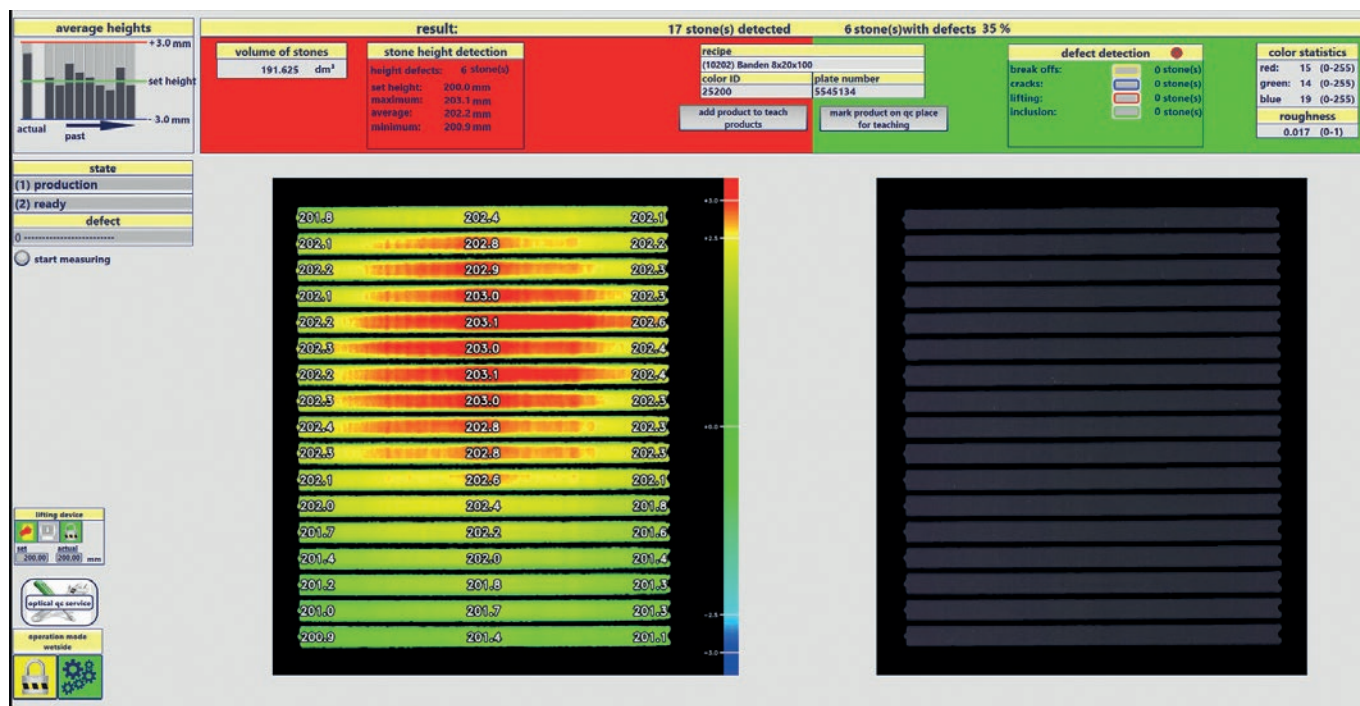 average heights
+3.0 mm
set height
- 3.0 mm
actual
past
result:
17 stone(s) detected
6 stone(s)with defects 35 %
volume of stones
191.625 dm³
stone height detection
height defects: 6 stone(s)
set height: 200.0 mm
maximum: 203.1 mm
average: 202.2 mm
minimum: 200.9 mm
recipe
(10202) Banden 8x20x100
color ID
plate number
25200
5545134
add product to teach
products
mark product on qc place
for teaching
defect detection
break offs: 0 stone(s)
cracks: 0 stone(s)
lifting: 0 stone(s)
inclusion: 0 stone(s)
color statistics
red: 15 (0-255)
green: 14 (0-255)
blue 19 (0-255)
roughness
0.017 (0-1)
state
(1) production
(2) ready
defect
0 -------------------------
start measuring
201.8 202.4 202.1
202.1 202.8 202.2
202.2 202.9 202.3
202.1 203.0 202.3
202.2 203.1 202.6
202.3 203.0 202.4
202.2 203.1 202.4
202.3 203.0 202.3
202.4 202.8 202.3
202.3 202.8 202.3
202.1 202.6 202.1
202.0 202.4 201.8
201.7 202.2 201.6
201.4 202.0 201.4
201.2 201.8 201.3
201.0 201.7 201.3
200.9 201.4 201.1
+3.0
+2.5
+0.0
-2.5
-3.0
lifting device
set actual
200.00 200.00 mm
optical qc service
operation mode
wetside